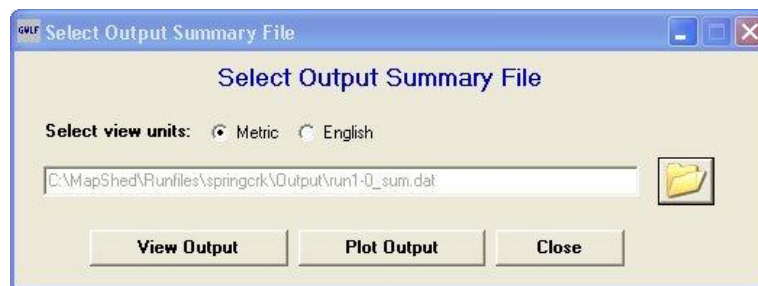 GWLF Select Output Summary File
Select Output Summary File
Select view units: Metric English
C:\MapShed\Runfiles\springcrk\Output\run1-0_sum.dat
View Output Plot Output Close